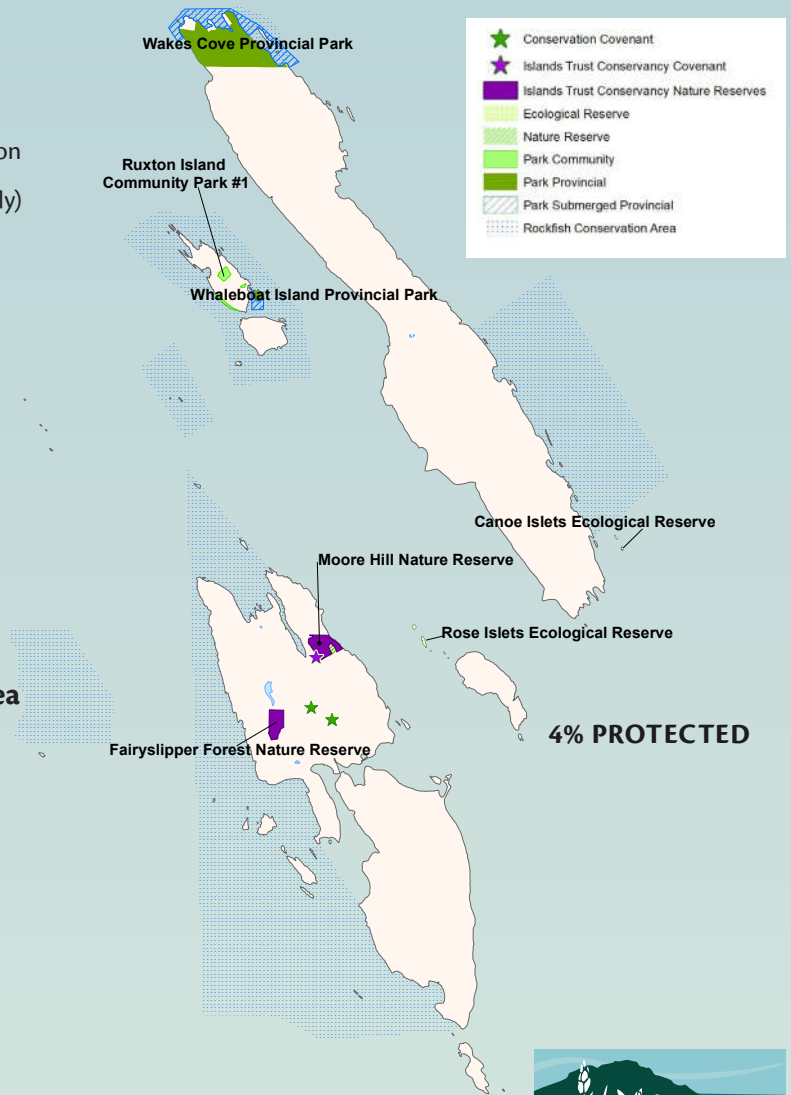 Wakes Cove Provincial Park
Conservation Covenant
Islands Trust Conservancy Covenant
Islands Trust Conservancy Nature Reserves
Ecological Reserve
Nature Reserve
Park Community
Park Provincial
Park Submerged Provincial
Rockfish Conservation Area
on
ly)
Ruxton Island
Community Park #1
Whaleboat Island Provincial Park
Canoe Islets Ecological Reserve
Moore Hill Nature Reserve
Rose Islets Ecological Reserve
ea
4% PROTECTED
Fairyslipper Forest Nature Reserve